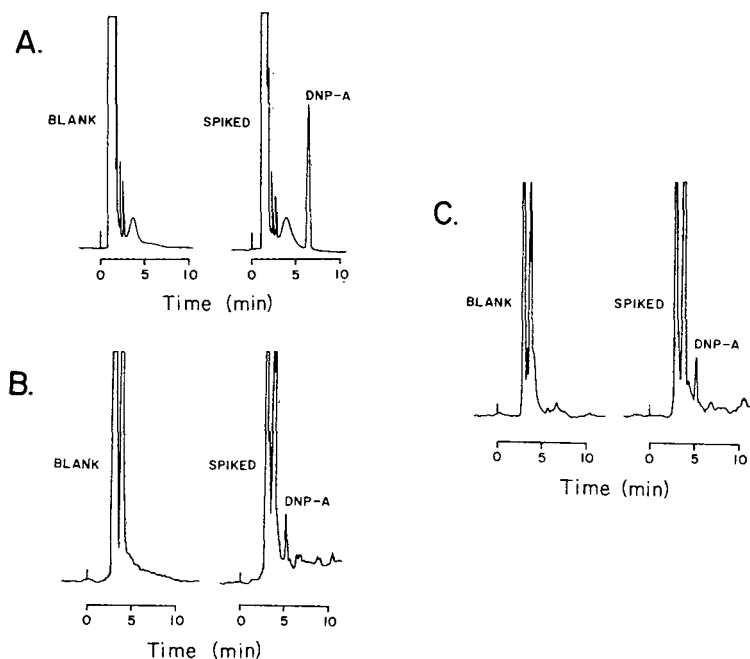 A.
BLANK
SPIKED
DNP-A
0 5 10
0 5 10
Time (min)
B.
BLANK
SPIKED
DNP-A
0 5 10
0 5 10
Time (min)
C.
BLANK
SPIKED
DNP-A
0 5 10
0 5 10
Time (min)